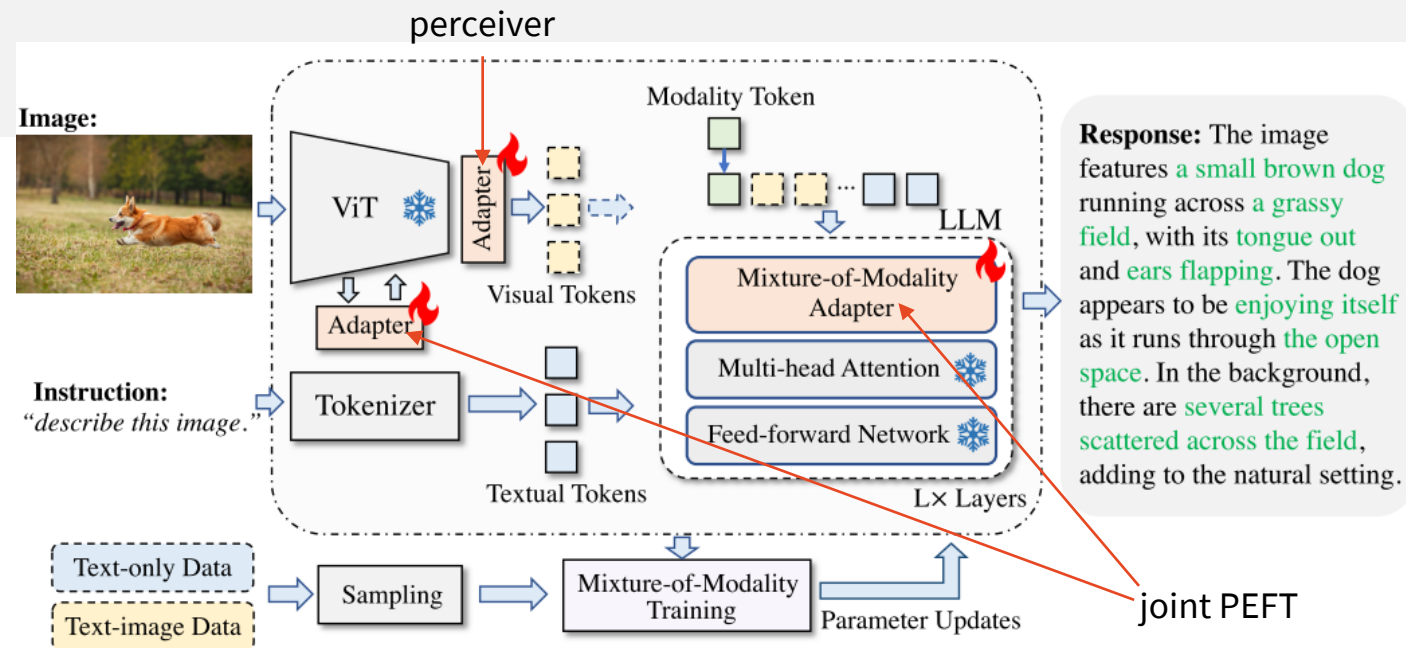 perceiver
Image:
ViT
Adapter
Adapter
Visual Tokens
Modality Token
...
LLM
Mixture-of-Modality
Adapter
Multi-head Attention
Feed-forward Network
L× Layers
Instruction:
“describe this image.”
Tokenizer
Textual Tokens
Response: The image
features a small brown dog
running across a grassy
field, with its tongue out
and ears flapping. The dog
appears to be enjoying itself
as it runs through the open
space. In the background,
there are several trees
scattered across the field,
adding to the natural setting.
Text-only Data
Text-image Data
Sampling
Mixture-of-Modality
Training
Parameter Updates
joint PEFT